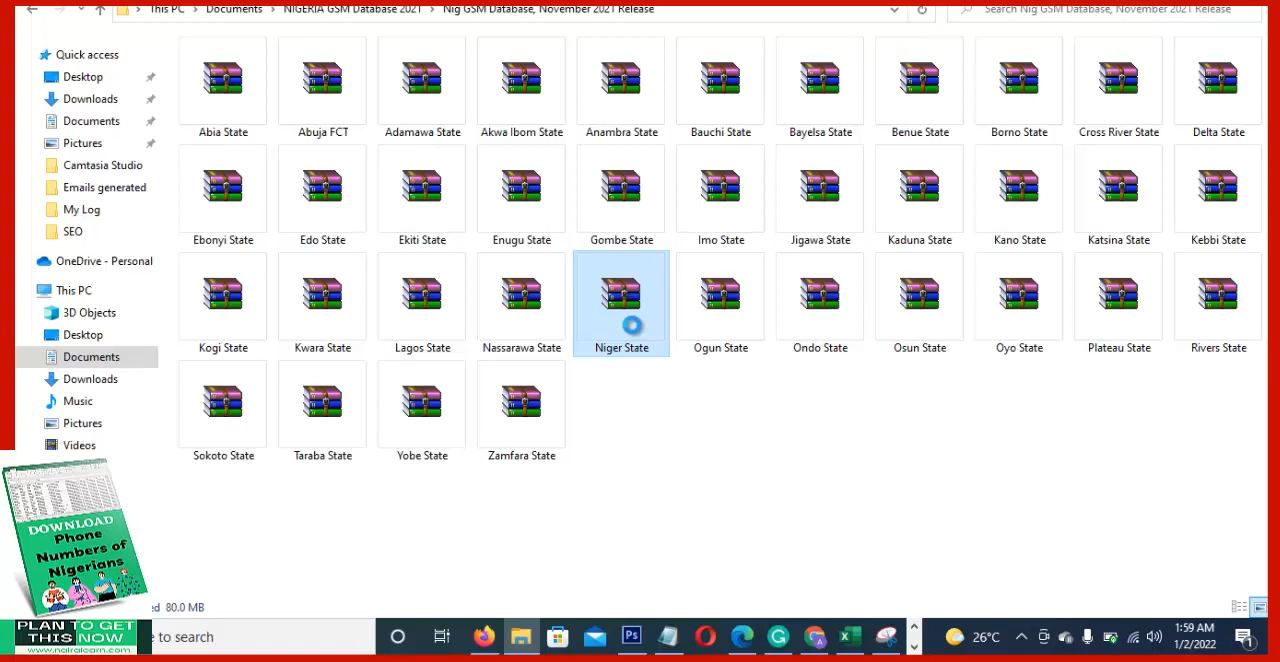 This PC > Documents > NIGERIA GSM Database 2021 > Nig GSM Database, November 2021 Release
Search Nig GSM Database, November 2021 Release
Quick access
Desktop
Downloads
Documents
Pictures
Camtasia Studio
Emails generated
My Log
SEO
OneDrive - Personal
This PC
3D Objects
Desktop
Documents
Downloads
Music
Pictures
Videos
Abia State
Abuja FCT
Adamawa State
Akwa Ibom State
Anambra State
Bauchi State
Bayelsa State
Benue State
Borno State
Cross River State
Delta State
Ebonyi State
Edo State
Ekiti State
Enugu State
Gombe State
Imo State
Jigawa State
Kaduna State
Kano State
Katsina State
Kebbi State
Kogi State
Kwara State
Lagos State
Nassarawa State
Niger State
Ogun State
Ondo State
Osun State
Oyo State
Plateau State
Rivers State
Sokoto State
Taraba State
Yobe State
Zamfara State
DOWNLOAD
Phone
Numbers of
Nigerians
ed 80.0 MB
PLAN TO GET
THIS NOW
www.nairalearn.com
e to search
Ps
26°C
1:59 AM
1/2/2022
1